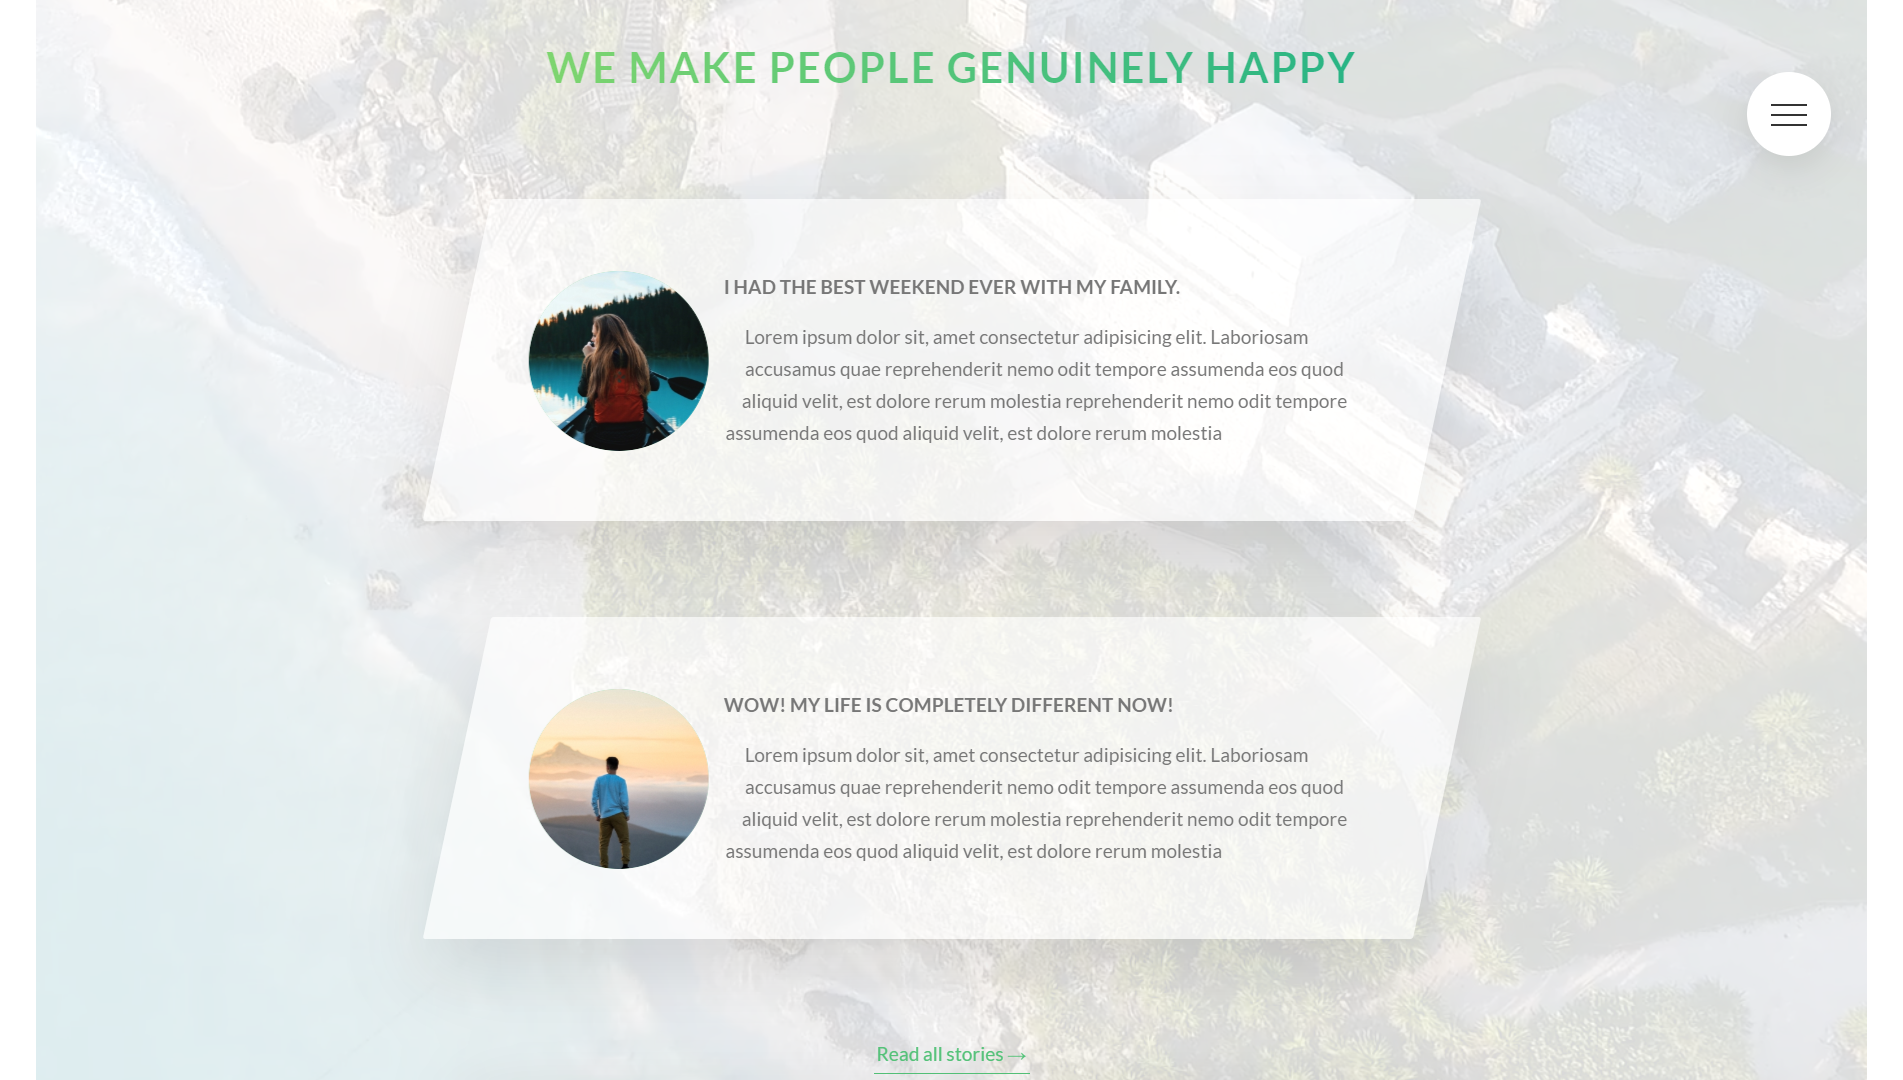 WE MAKE PEOPLE GENUINELY HAPPY
I HAD THE BEST WEEKEND EVER WITH MY FAMILY.
Lorem ipsum dolor sit, amet consectetur adipisicing elit. Laboriosam
accusamus quae reprehenderit nemo odit tempore assumenda eos quod
aliquid velit, est dolore rerum molestia reprehenderit nemo odit tempore
assumenda eos quod aliquid velit, est dolore rerum molestia
WOW! MY LIFE IS COMPLETELY DIFFERENT NOW!
Lorem ipsum dolor sit, amet consectetur adipisicing elit. Laboriosam
accusamus quae reprehenderit nemo odit tempore assumenda eos quod
aliquid velit, est dolore rerum molestia reprehenderit nemo odit tempore
assumenda eos quod aliquid velit, est dolore rerum molestia
Read all stories →